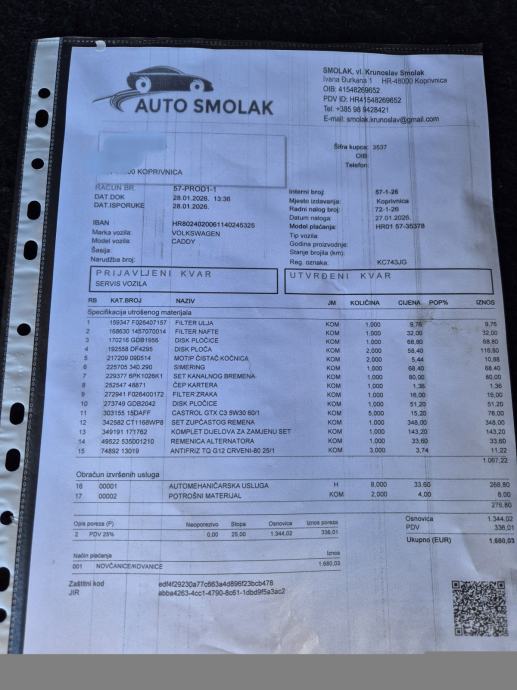 AUTO SMOLAK
SMOLAK, vl. Krunoslav Smolak
Ivana Đurkana 1 HR-48000 Koprivnica
OIB: 41548269652
PDV ID: HR41548269652
Tel: +385 98 9428421
E-mail: smolak.krunoslav@gmail.com
Šifra kupca: 3537
OIB
Telefon:
KOPRIVNICA
RAČUN BR. 57-PROD1-1
DAT.DOK 28.01.2026. 13:36
DAT.ISPORUKE 28.01.2026.
IBAN HR8024020061140245325
Marka vozila: VOLKSWAGEN
Model vozila: CADDY
Šasija:
Narudžba broj:
Interni broj: 57-1-26
Mjesto izdavanja: Koprivnica
Radni nalog broj: 72-1-26
Datum naloga: 27.01.2026.
Model plaćanja: HR01 57-35378
Tip vozila:
Godina proizvodnje:
Stanje brojila (km):
Reg. oznaka: KC743JG
PRIJAVLJENI KVAR
SERVIS VOZILA
UTVRĐENI KVAR
RB KAT.BROJ NAZIV JM KOLIČINA CIJENA POP% IZNOS
Specifikacija utrošenog materijala
1 159347 F026407157 FILTER ULJA KOM 1,000 9,76 9,76
2 168630 1457070014 FILTER NAFTE KOM 1,000 32,00 32,00
3 170216 GDB1956 DISK PLOČICE KOM 1,000 68,80 68,80
4 192558 DF4295 DISK PLOČA KOM 2,000 58,40 116,80
5 217209 09D514 MOTIP ČISTAČ KOČNICA KOM 2,000 5,44 10,88
6 225705 340.290 SIMERING KOM 1,000 68,40 68,40
7 229377 6PK1026K1 SET KANALNOG REMENA KOM 1,000 80,00 80,00
8 252547 48871 ČEP KARTERA KOM 1,000 1,36 1,36
9 272941 F026400172 FILTER ZRAKA KOM 1,000 16,00 16,00
10 273749 GDB2042 DISK PLOČICE KOM 1,000 51,20 51,20
11 303155 15DAFF CASTROL GTX C3 5W30 60/1 KOM 5,000 15,20 76,00
12 342582 CT1168WP8 SET ZUPČASTOG REMENA KOM 1,000 348,00 348,00
13 349191 171762 KOMPLET DIJELOVA ZA ZAMJENU SET KOM 1,000 143,20 143,20
14 49522 535001210 REMENICA ALTERNATORA KOM 1,000 33,60 33,60
15 74892 13019 ANTIFRIZ TQ G12 CRVENI-80 25/1 KOM 3,000 3,74 11,22
1.067,22
Obračun izvršenih usluga
16 00001 AUTOMEHANIČARSKA USLUGA H 8,000 33,60 268,80
17 00002 POTROŠNI MATERIJAL KOM 2,000 4,00 8,00
276,80
Opis poreza (P) Neoporezivo Stopa Osnovica Iznos poreza
2 PDV 25% 0,00 25,00 1.344,02 336,01
Osnovica 1.344,02
PDV 336,01
Ukupno (EUR) 1.680,03
Način plaćanja Iznos
001 NOVČANICE/KOVANICE 1.680,03
Zaštitni kod edf4f29230a77c663a4d896f23bcb478
JIR abba4263-4cc1-4790-8c61-1dbd9f5a3ac2